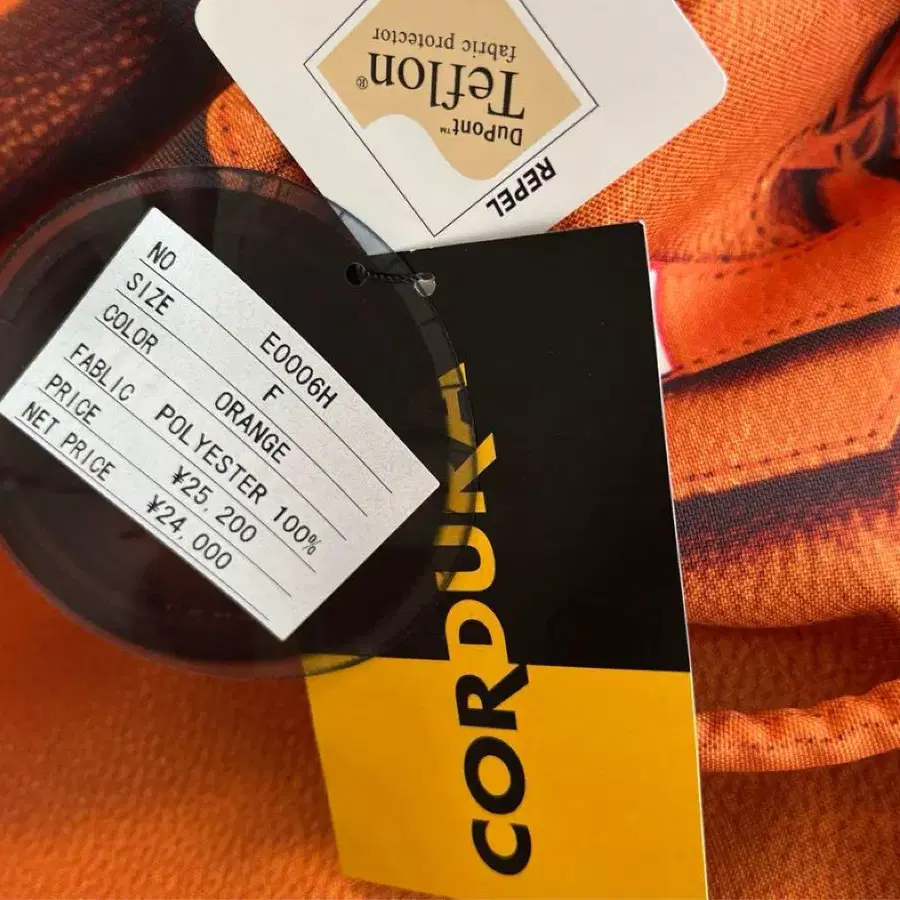 DuPont™
Teflon®
fabric protector
REPEL
NO E0006H
SIZE F
COLOR ORANGE
FABLIC POLYESTER 100%
PRICE ¥25,200
NET PRICE ¥24,000
CORDURA